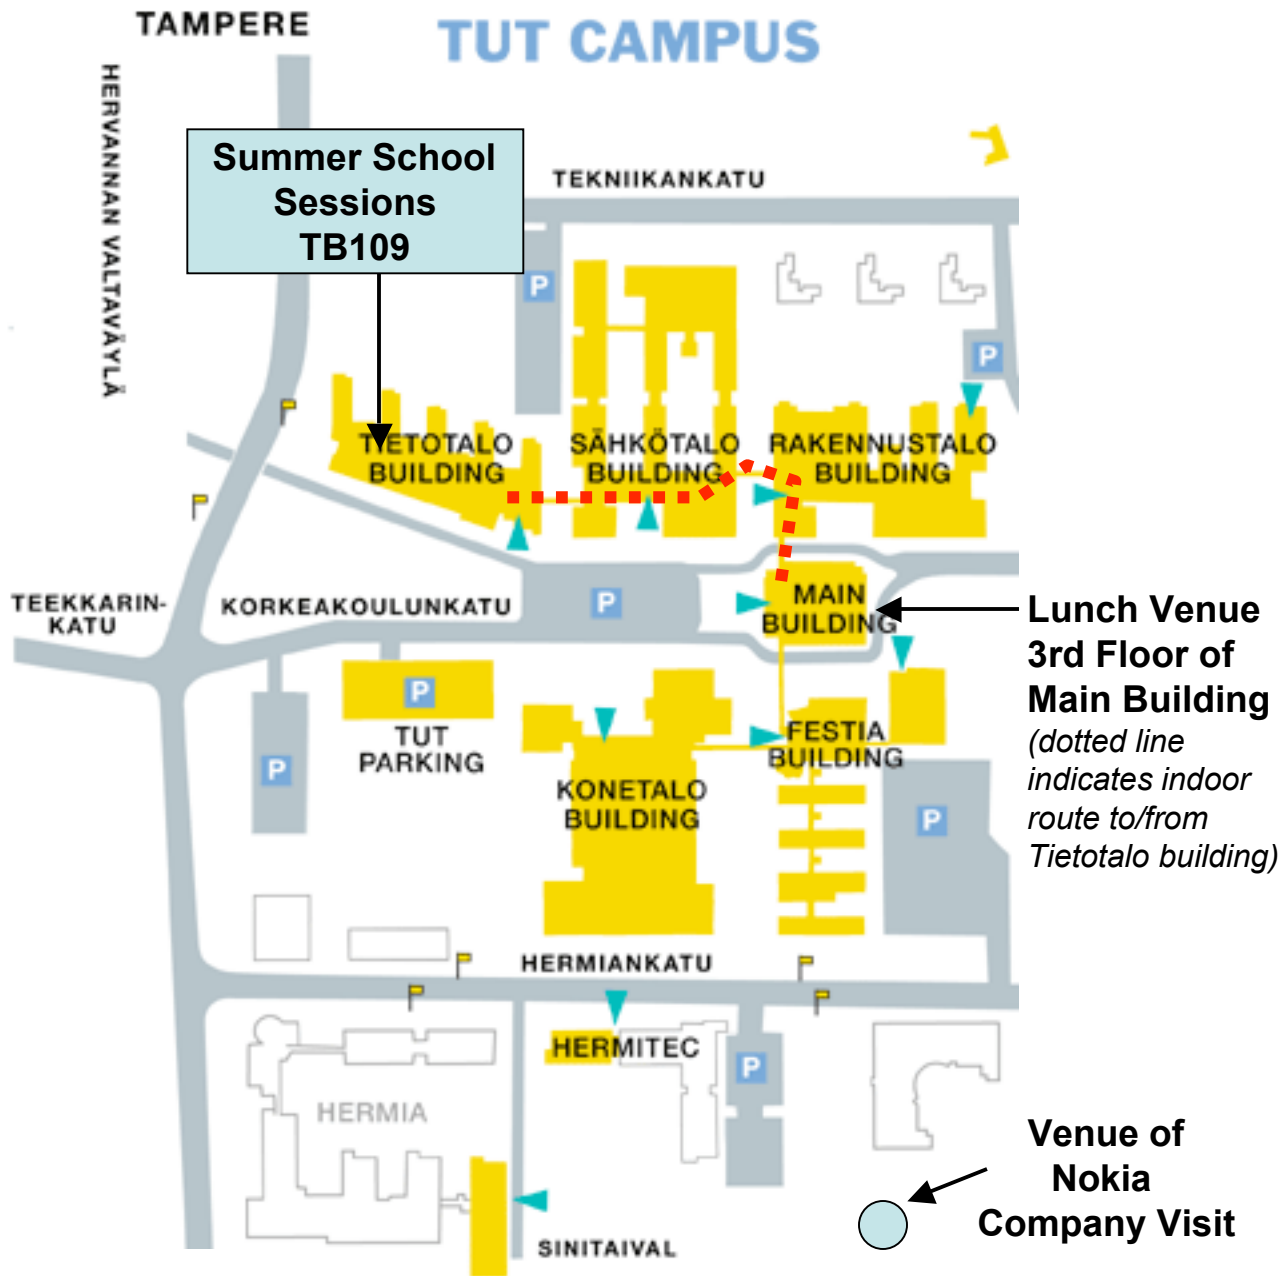 TAMPERE
TUT CAMPUS
HERVANNAN VALTAVÄYLÄ
Summer School
Sessions
TB109
TEKNIIKANKATU
P
P
TIETOTALO
BUILDING
SÄHKÖTALO
BUILDING
RAKENNUSTALO
BUILDING
TEEKKARIN-
KATU
KORKEAKOULUNKATU
P
MAIN
BUILDING
Lunch Venue
3rd Floor of
Main Building
(dotted line
indicates indoor
route to/from
Tietotalo building)
P
TUT
PARKING
P
FESTIA
BUILDING
KONETALO
BUILDING
P
HERMIANKATU
HERMITEC
P
HERMIA
Venue of
Nokia
Company Visit
SINITAIVAL